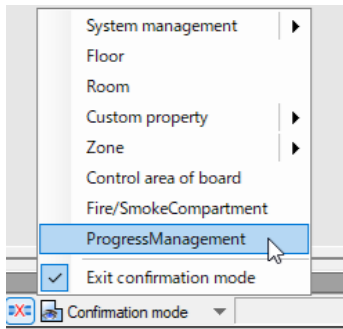 System management
Floor
Room
Custom property
Zone
Control area of board
Fire/SmokeCompartment
ProgressManagement
Exit confirmation mode
=X= Confirmation mode